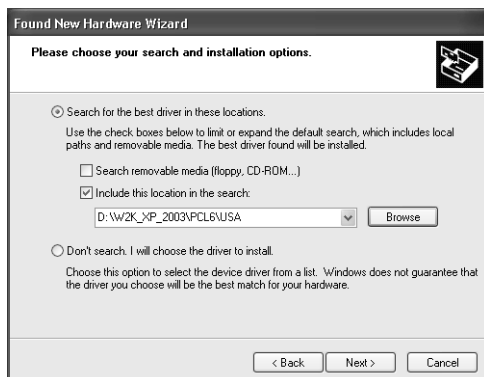 Found New Hardware Wizard
Please choose your search and installation options.
Search for the best driver in these locations.
Use the check boxes below to limit or expand the default search, which includes local
paths and removable media. The best driver found will be installed.
Search removable media (floppy, CD-ROM...)
Include this location in the search:
D:\W2K_XP_2003\PCL6\USA
Browse
Don't search. I will choose the driver to install.
Choose this option to select the device driver from a list. Windows does not guarantee that
the driver you choose will be the best match for your hardware.
< Back
Next >
Cancel